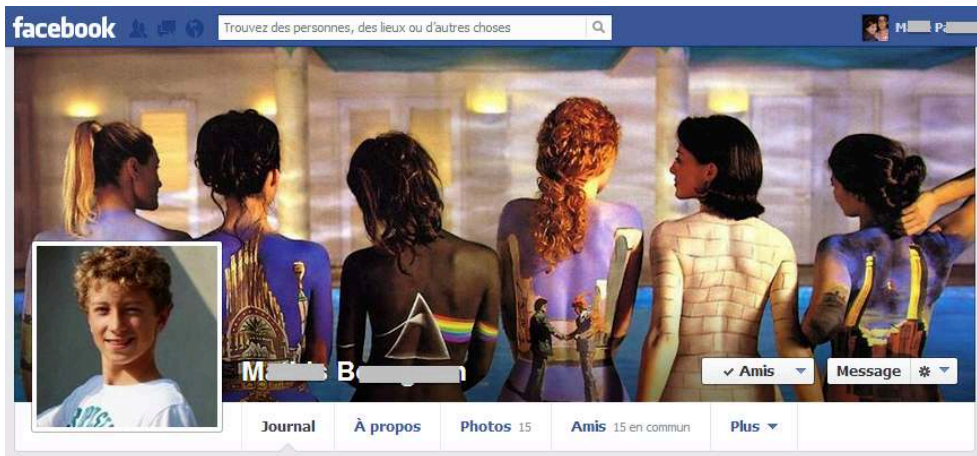 facebook
Trouvez des personnes, des lieux ou d'autres choses
Amis
Message
Journal
À propos
Photos 15
Amis 15 en commun
Plus